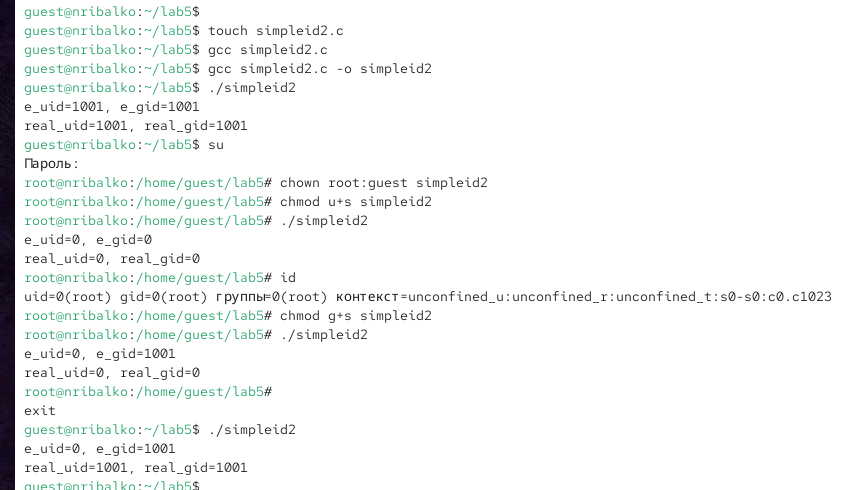 guest@nribalko:~/lab5$
guest@nribalko:~/lab5$ touch simpleid2.c
guest@nribalko:~/lab5$ gcc simpleid2.c
guest@nribalko:~/lab5$ gcc simpleid2.c -o simpleid2
guest@nribalko:~/lab5$ ./simpleid2
e_uid=1001, e_gid=1001
real_uid=1001, real_gid=1001
guest@nribalko:~/lab5$ su
Пароль:
root@nribalko:/home/guest/lab5# chown root:guest simpleid2
root@nribalko:/home/guest/lab5# chmod u+s simpleid2
root@nribalko:/home/guest/lab5# ./simpleid2
e_uid=0, e_gid=0
real_uid=0, real_gid=0
root@nribalko:/home/guest/lab5# id
uid=0(root) gid=0(root) группы=0(root) контекст=unconfined_u:unconfined_r:unconfined_t:s0-s0:c0.c1023
root@nribalko:/home/guest/lab5# chmod g+s simpleid2
root@nribalko:/home/guest/lab5# ./simpleid2
e_uid=0, e_gid=1001
real_uid=0, real_gid=0
root@nribalko:/home/guest/lab5#
exit
guest@nribalko:~/lab5$ ./simpleid2
e_uid=0, e_gid=1001
real_uid=1001, real_gid=1001
guest@nribalko:~/lab5$